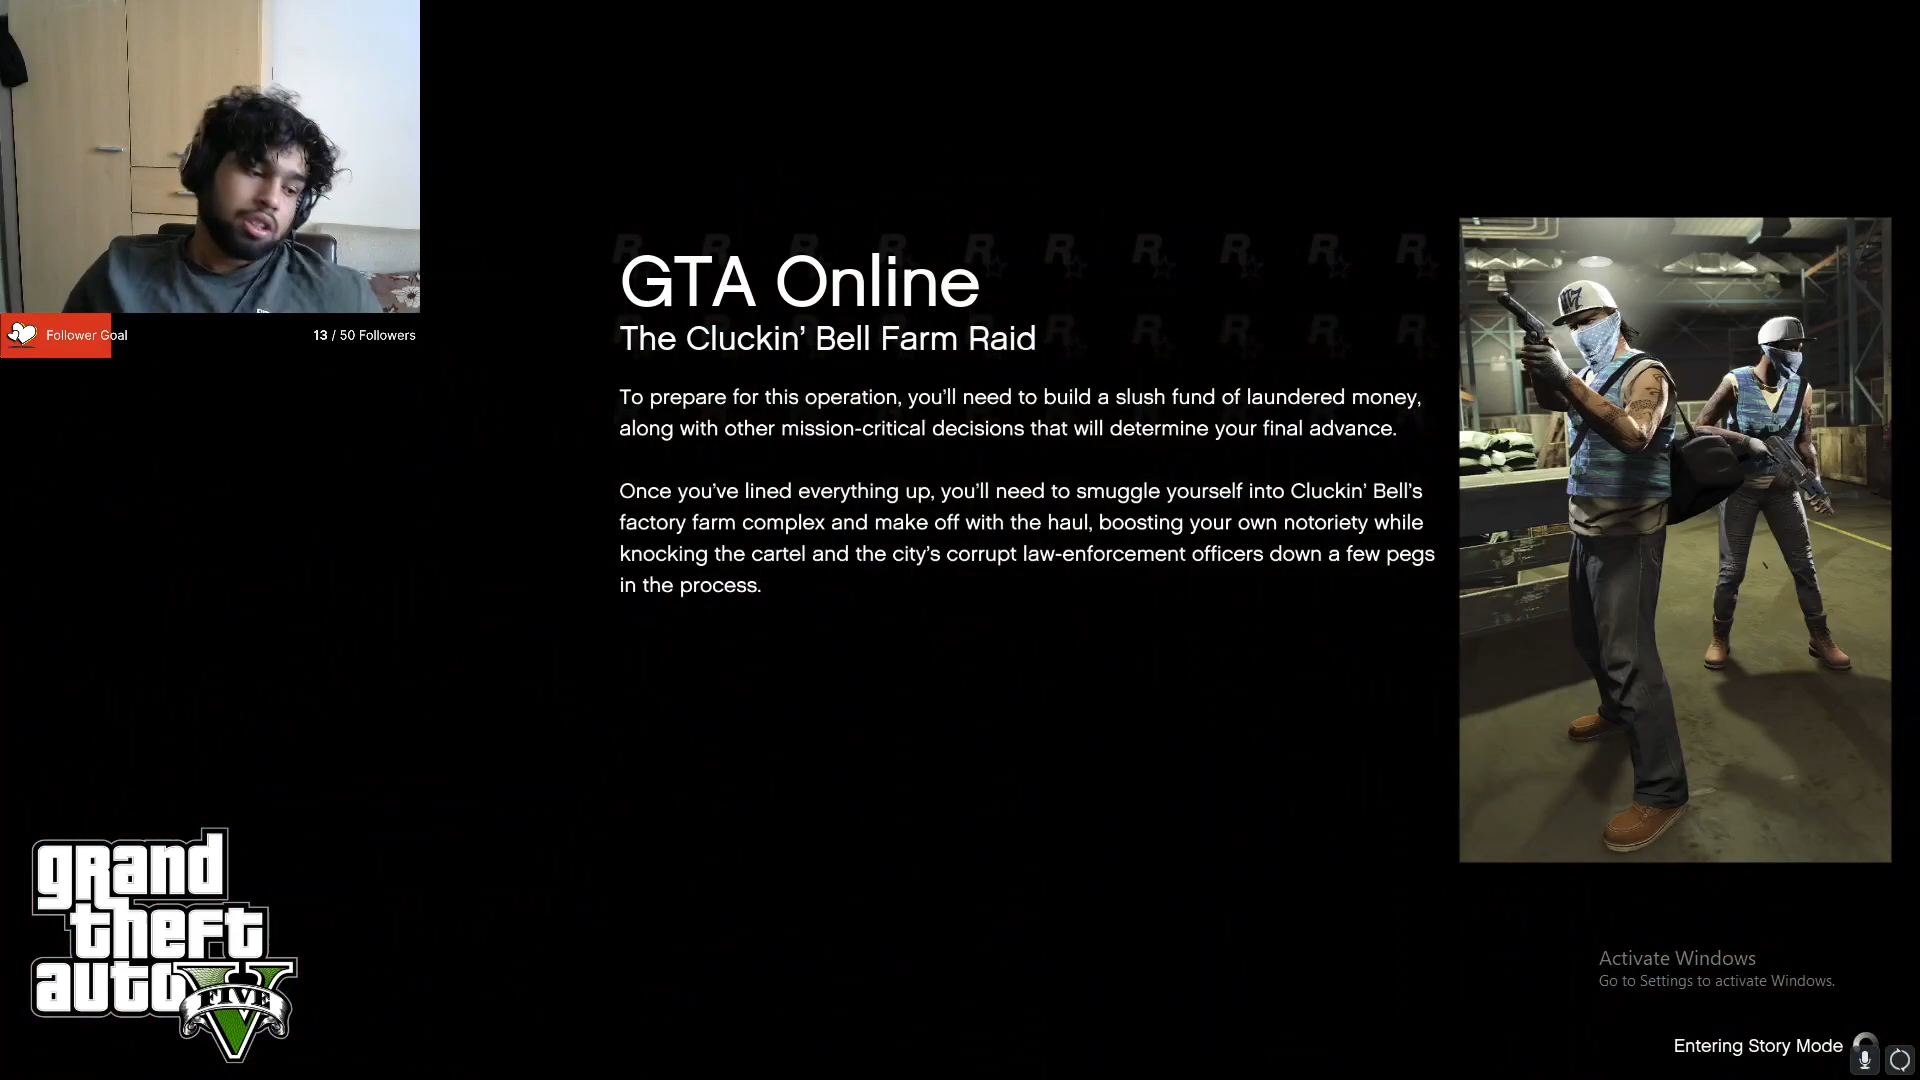 Follower Goal
13 / 50 Followers
GTA Online
The Cluckin’ Bell Farm Raid
To prepare for this operation, you’ll need to build a slush fund of laundered money,
along with other mission-critical decisions that will determine your final advance.
Once you’ve lined everything up, you’ll need to smuggle yourself into Cluckin’ Bell’s
factory farm complex and make off with the haul, boosting your own notoriety while
knocking the cartel and the city’s corrupt law-enforcement officers down a few pegs
in the process.
grand
theft
auto V
FIVE
Activate Windows
Go to Settings to activate Windows.
Entering Story Mode